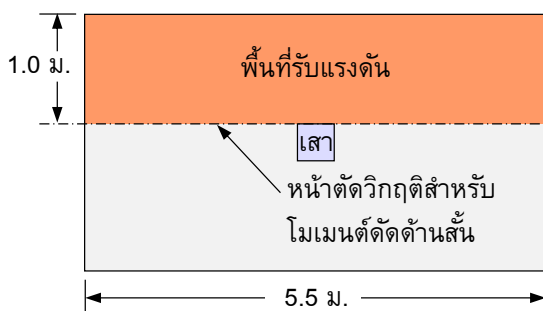 1.0 ม.
พื้นที่รับแรงดัน
เสา
หน้าตัดวิกฤติสำหรับ
โมเมนต์ดัดด้านสั้น
5.5 ม.